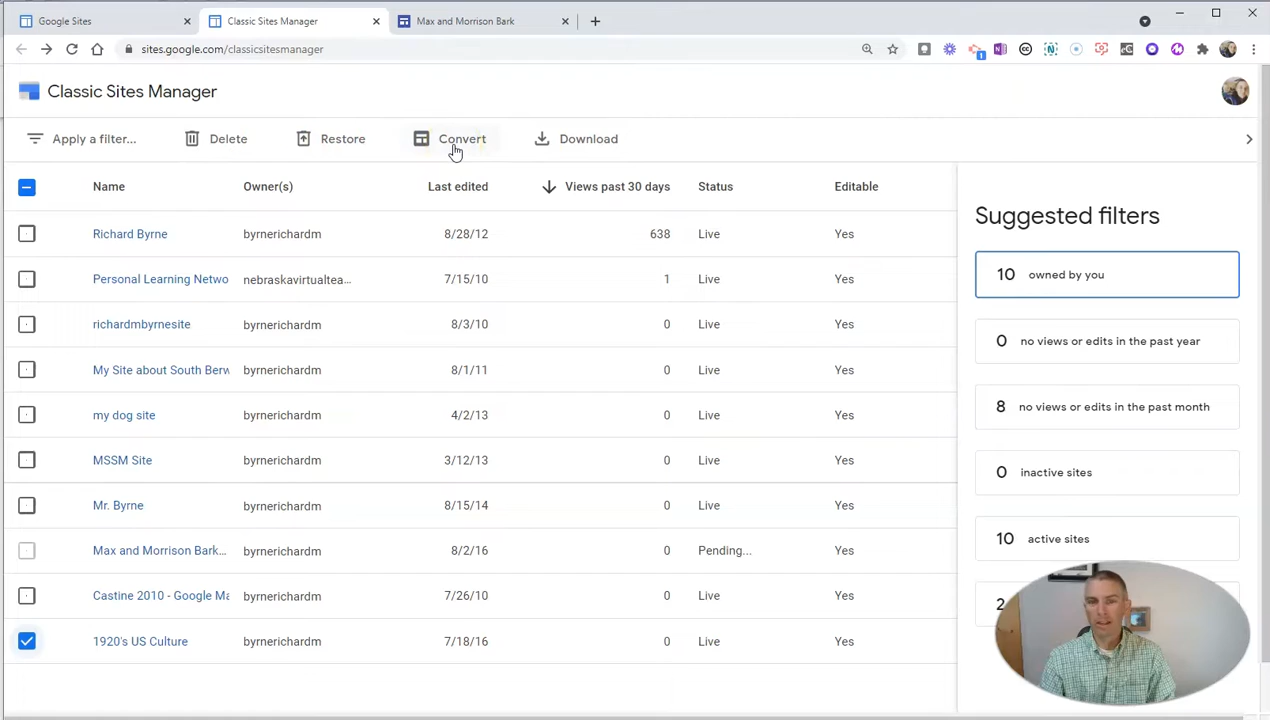 Google Sites
Classic Sites Manager
Max and Morrison Bark
sites.google.com/classicsitesmanager
1
Classic Sites Manager
Apply a filter...
Delete
Restore
Convert
Download
Name
Owner(s)
Last edited
Views past 30 days
Status
Editable
Richard Byrne byrnerichardm 8/28/12 638 Live Yes
Personal Learning Netwo nebraskavirtualtea... 7/15/10 1 Live Yes
richardmbyrnesite byrnerichardm 8/3/10 0 Live Yes
My Site about South Berw byrnerichardm 8/1/11 0 Live Yes
my dog site byrnerichardm 4/2/13 0 Live Yes
MSSM Site byrnerichardm 3/12/13 0 Live Yes
Mr. Byrne byrnerichardm 8/15/14 0 Live Yes
Max and Morrison Bark... byrnerichardm 8/2/16 0 Pending... Yes
Castine 2010 - Google Ma byrnerichardm 7/26/10 0 Live Yes
1920's US Culture byrnerichardm 7/18/16 0 Live Yes
Suggested filters
10 owned by you
0 no views or edits in the past year
8 no views or edits in the past month
0 inactive sites
10 active sites
2